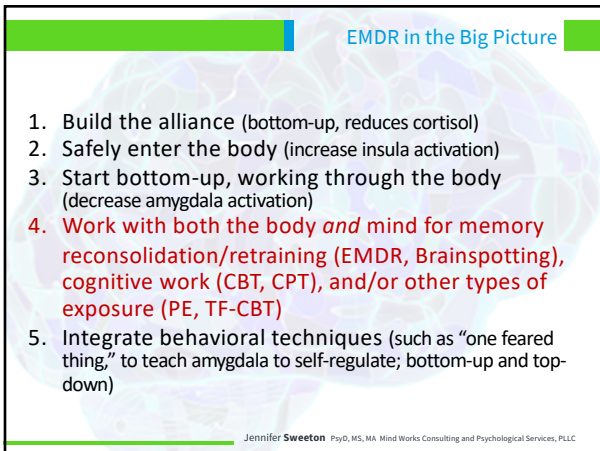 EMDR in the Big Picture
1. Build the alliance (bottom-up, reduces cortisol)
2. Safely enter the body (increase insula activation)
3. Start bottom-up, working through the body
(decrease amygdala activation)
4. Work with both the body and mind for memory
reconsolidation/retraining (EMDR, Brainspotting),
cognitive work (CBT, CPT), and/or other types of
exposure (PE, TF-CBT)
5. Integrate behavioral techniques (such as “one feared
thing,” to teach amygdala to self-regulate; bottom-up and top-
down)
Jennifer Sweeton PsyD, MS, MA Mind Works Consulting and Psychological Services, PLLC